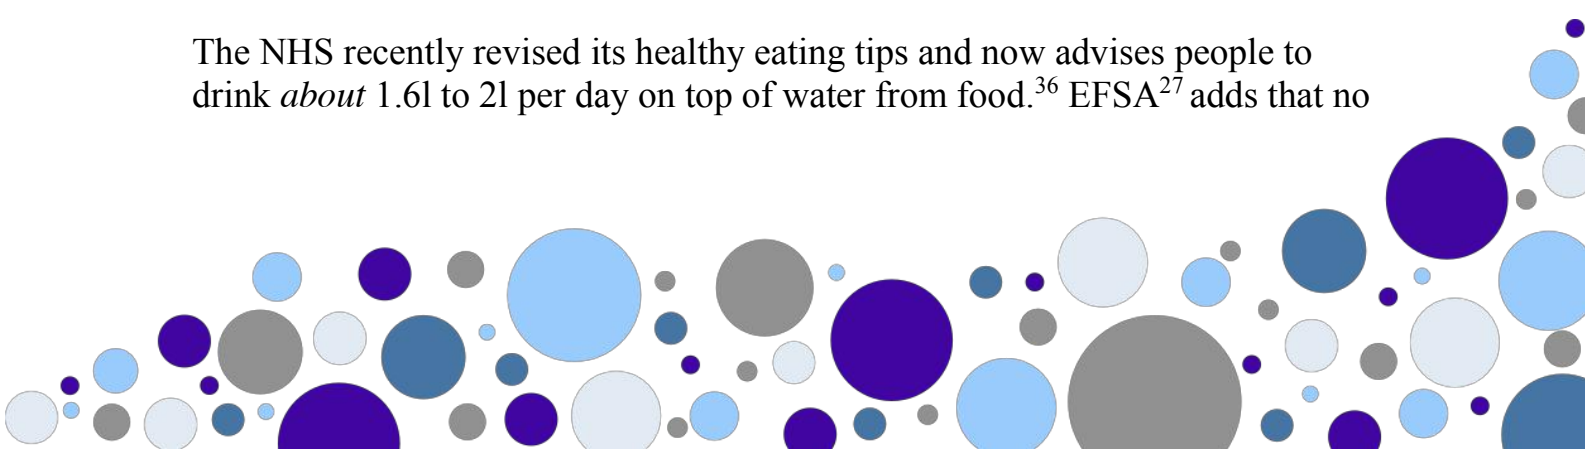 The NHS recently revised its healthy eating tips and now advises people to
drink about 1.6l to 2l per day on top of water from food.36 EFSA27 adds that no